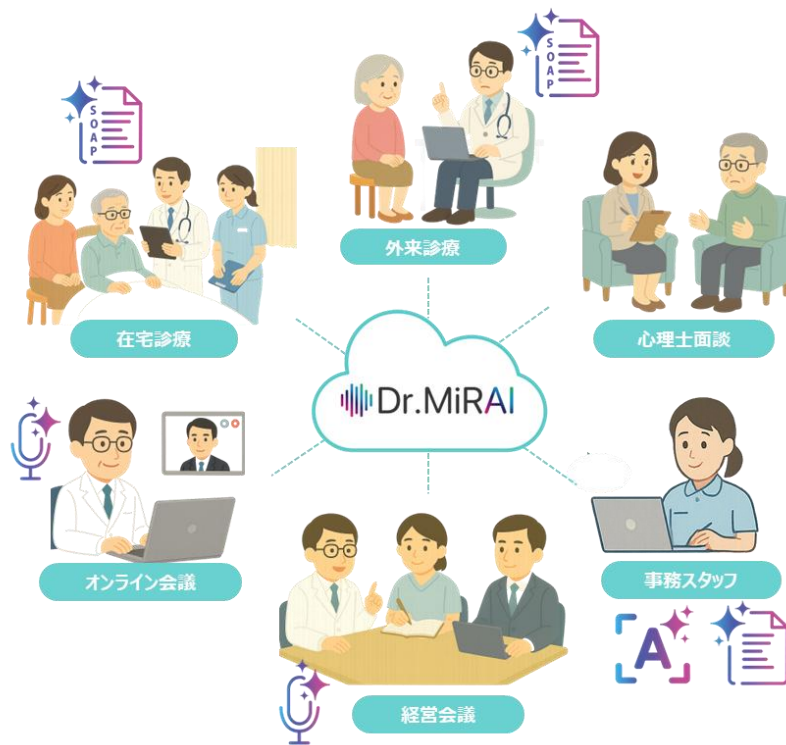 SOAP
SOAP
外来診療
在宅診療
心理士面談
Dr.MiRAI
オンライン会議
事務スタッフ
経営会議
A